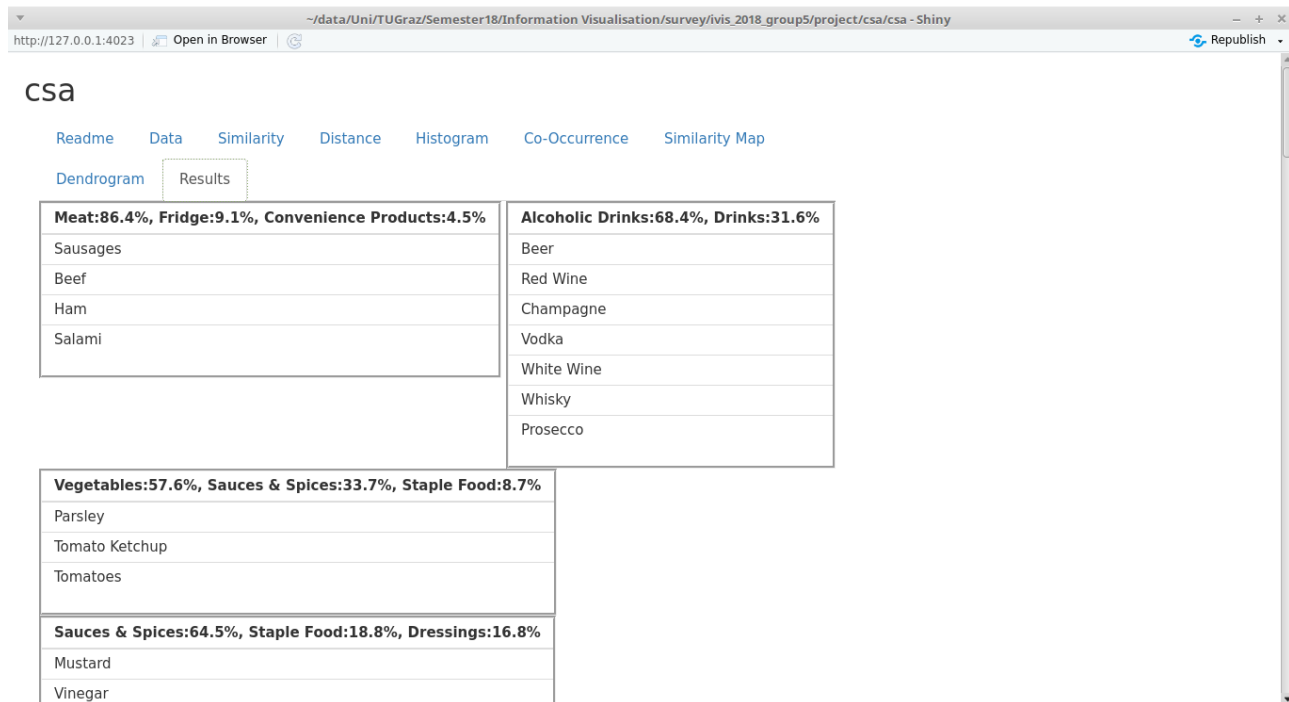 ~/data/Uni/TUGraz/Semester18/Information Visualisation/survey/ivis_2018_group5/project/csa/csa - Shiny
http://127.0.0.1:4023 Open in Browser Republish
csa
Readme Data Similarity Distance Histogram Co-Occurrence Similarity Map
Dendrogram Results
Meat:86.4%, Fridge:9.1%, Convenience Products:4.5%
Sausages
Beef
Ham
Salami
Alcoholic Drinks:68.4%, Drinks:31.6%
Beer
Red Wine
Champagne
Vodka
White Wine
Whisky
Prosecco
Vegetables:57.6%, Sauces & Spices:33.7%, Staple Food:8.7%
Parsley
Tomato Ketchup
Tomatoes
Sauces & Spices:64.5%, Staple Food:18.8%, Dressings:16.8%
Mustard
Vinegar